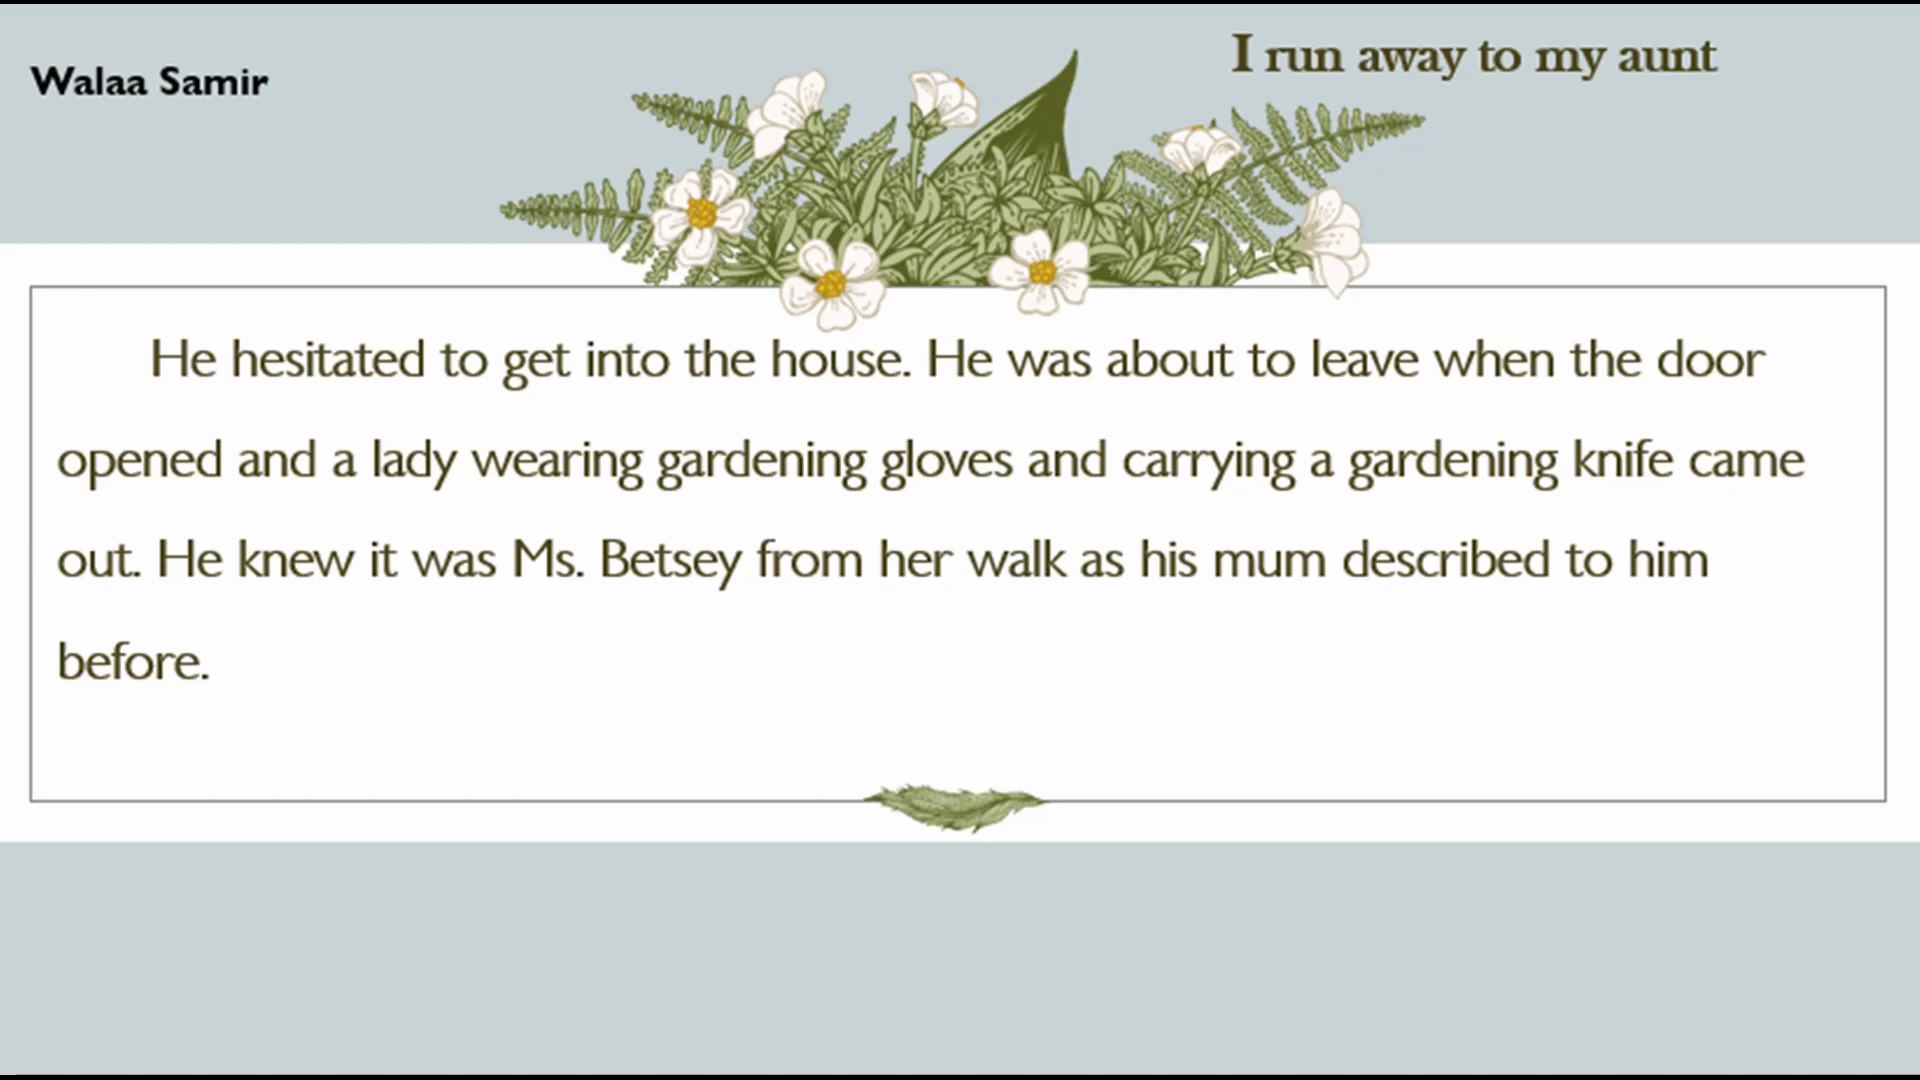 Walaa Samir
I run away to my aunt
He hesitated to get into the house. He was about to leave when the door
opened and a lady wearing gardening gloves and carrying a gardening knife came
out. He knew it was Ms. Betsey from her walk as his mum described to him
before.